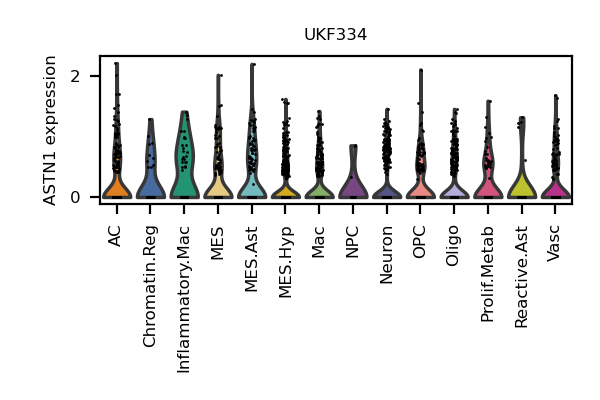 UKF334
ASTN1 expression
2
0
AC
Chromatin.Reg
Inflammatory.Mac
MES
MES.Ast
MES.Hyp
Mac
NPC
Neuron
OPC
Oligo
Prolif.Metab
Reactive.Ast
Vasc